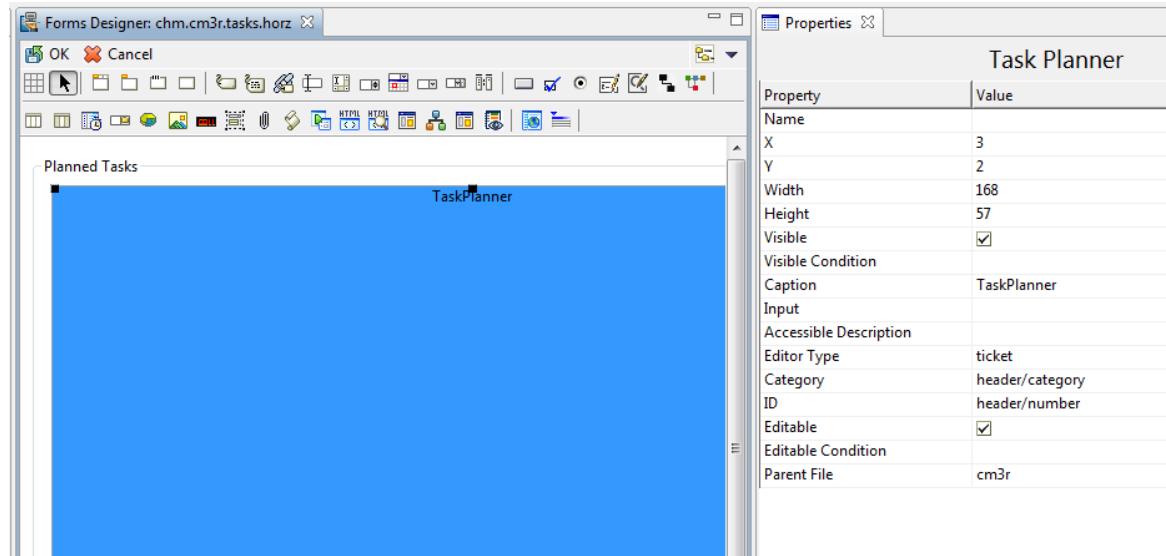 Forms Designer: chm.cm3r.tasks.horz
OK Cancel
Planned Tasks
TaskPlanner
Properties
Task Planner
Property Value
Name
X 3
Y 2
Width 168
Height 57
Visible
Visible Condition
Caption TaskPlanner
Input
Accessible Description
Editor Type ticket
Category header/category
ID header/number
Editable
Editable Condition
Parent File cm3r